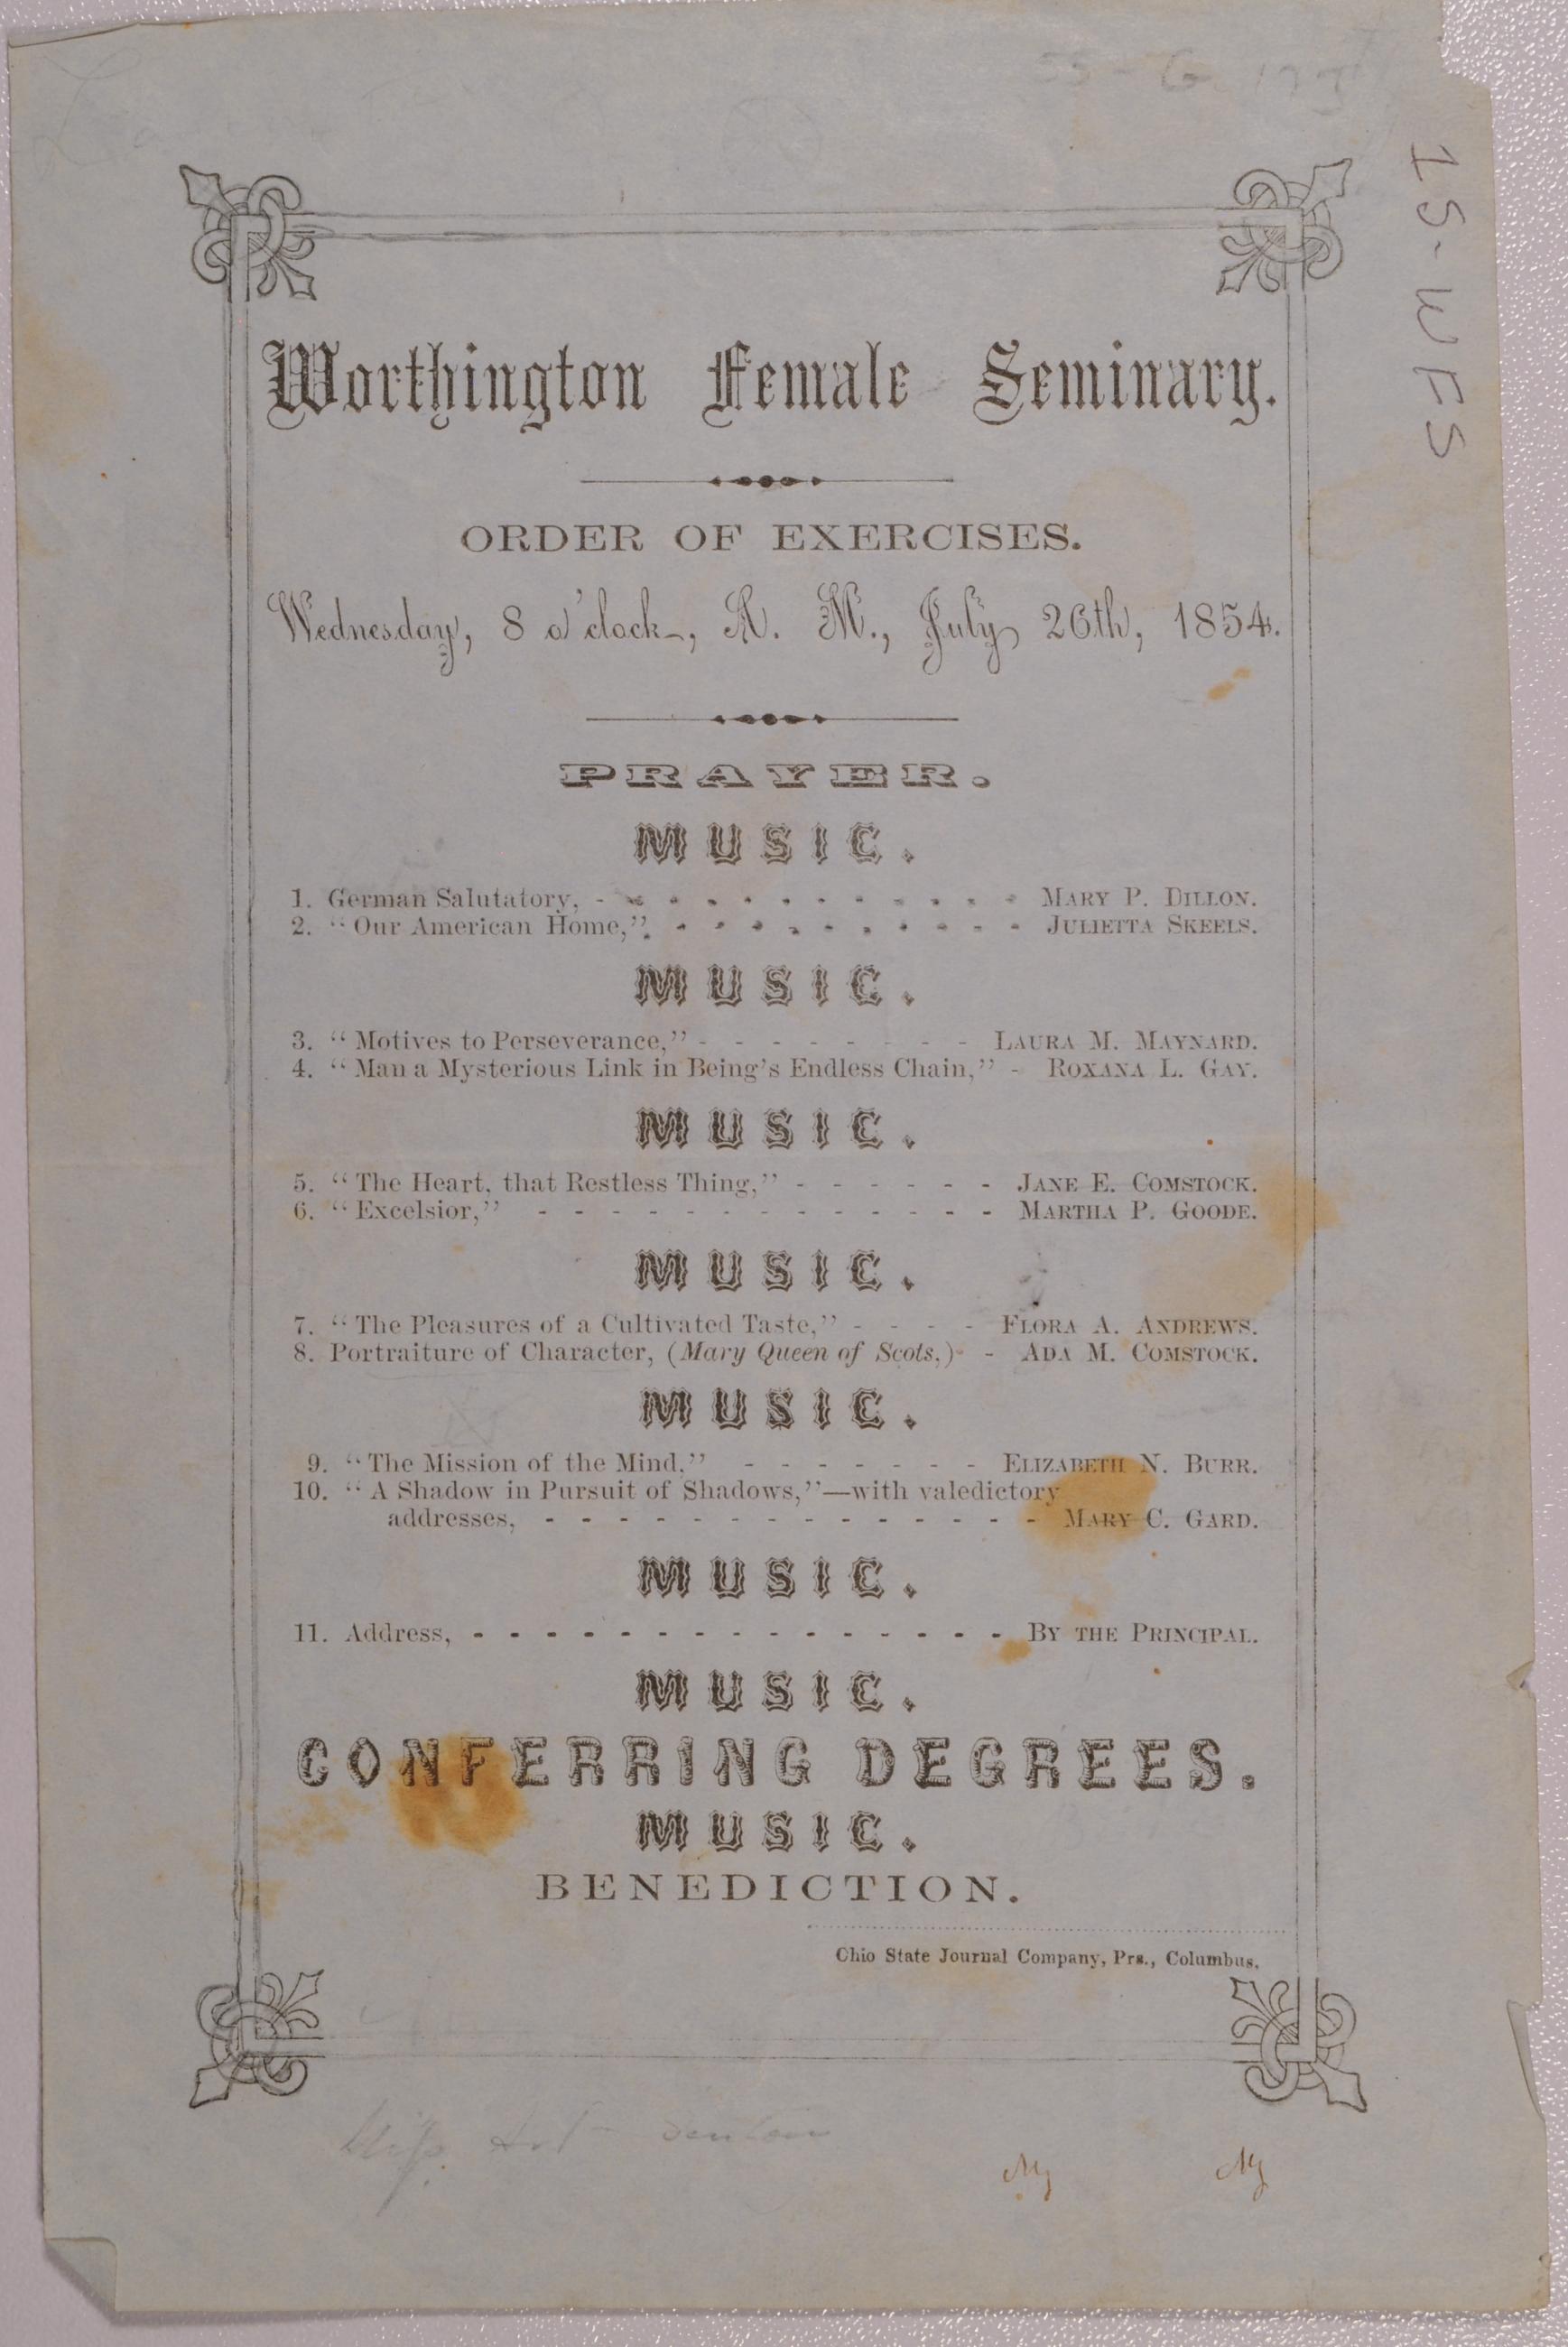 15-WFS
Worthington Female Seminary.
ORDER OF EXERCISES.
Wednesday, 8 o'clock, A. M., July 26th, 1854.
PRAYER.
MUSIC.
1. German Salutatory, - - - - - - - - - - - - MARY P. DILLON.
2. "Our American Home," - - - - - - - - - - - JULIETTA SKEELS.
MUSIC.
3. "Motives to Perseverance," - - - - - - - - LAURA M. MAYNARD.
4. "Man a Mysterious Link in Being's Endless Chain," - ROXANA L. GAY.
MUSIC.
5. "The Heart, that Restless Thing," - - - - - - JANE E. COMSTOCK.
6. "Excelsior," - - - - - - - - - - - - - MARTHA P. GOODE.
MUSIC.
7. "The Pleasures of a Cultivated Taste," - - - - FLORA A. ANDREWS.
8. Portraiture of Character, (Mary Queen of Scots,) - - ADA M. COMSTOCK.
MUSIC.
9. "The Mission of the Mind," - - - - - - - ELIZABETH N. BURR.
10. "A Shadow in Pursuit of Shadows,"—with valedictory
addresses, - - - - - - - - - - - - - - MARY C. GARD.
MUSIC.
11. Address, - - - - - - - - - - - - - - - BY THE PRINCIPAL.
MUSIC.
CONFERRING DEGREES.
MUSIC.
BENEDICTION.
Ohio State Journal Company, Prs., Columbus.